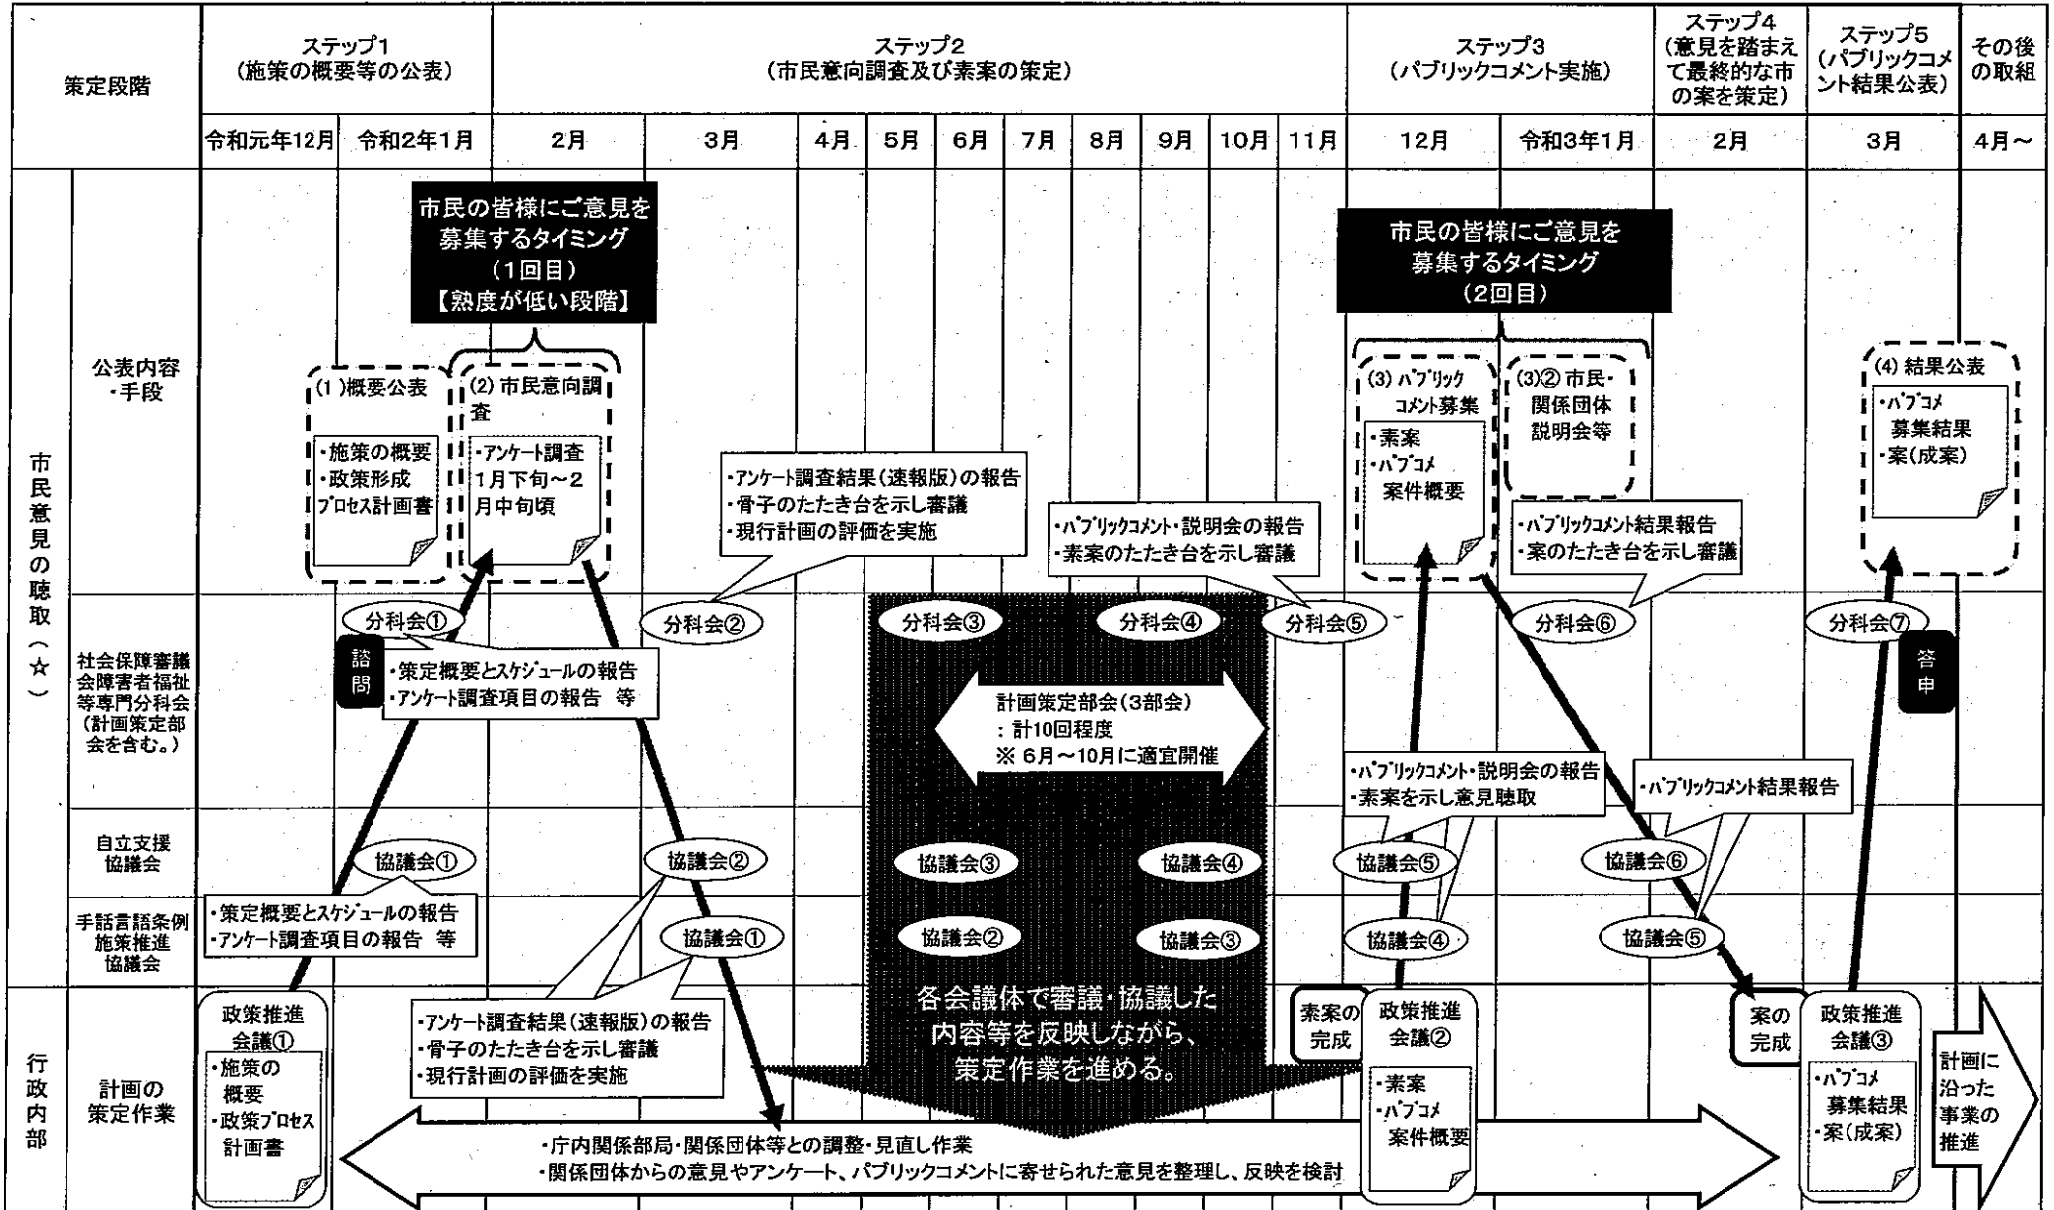 策定段階
ステップ1
(施策の概要等の公表)
ステップ2
(市民意向調査及び素案の策定)
ステップ3
(パブリックコメント実施)
ステップ4
(意見を踏まえ
て最終的な市
の案を策定)
ステップ5
(パブリックコメ
ント結果公表)
その後
の取組
令和元年12月
令和2年1月
2月
3月
4月
5月
6月
7月
8月
9月
10月
11月
12月
令和3年1月
2月
3月
4月～
市民意見の聴取(☆)
公表内容
・手段
市民の皆様にご意見を
募集するタイミング
(1回目)
【熟度が低い段階】
市民の皆様にご意見を
募集するタイミング
(2回目)
(1)概要公表
・施策の概要
・政策形成
プロセス計画書
(2)市民意向調
査
・アンケート調査
1月下旬～2
月中旬頃
・アンケート調査結果(速報版)の報告
・骨子のたたき台を示し審議
・現行計画の評価を実施
・パブリックコメント・説明会の報告
・素案のたたき台を示し審議
(3)パブリック
コメント募集
・素案
・パブコメ
案件概要
(3)②市民・
関係団体
説明会等
・パブリックコメント結果報告
・案のたたき台を示し審議
(4)結果公表
・パブコメ
募集結果
・案(成案)
社会保障審議
会障害者福祉
等専門分科会
(計画策定部
会を含む。)
分科会①
分科会②
分科会③
分科会④
分科会⑤
分科会⑥
分科会⑦
諮問
・策定概要とスケジュールの報告
・アンケート調査項目の報告 等
計画策定部会(3部会)
:計10回程度
※6月～10月に適宜開催
答申
・パブリックコメント・説明会の報告
・素案を示し意見聴取
・パブリックコメント結果報告
自立支援
協議会
協議会①
協議会②
協議会③
協議会④
協議会⑤
協議会⑥
手話言語条例
施策推進
協議会
・策定概要とスケジュールの報告
・アンケート調査項目の報告 等
協議会①
協議会②
協議会③
協議会④
協議会⑤
行政内部
計画の
策定作業
政策推進
会議①
・施策の
概要
・政策プロセス
計画書
・アンケート調査結果(速報版)の報告
・骨子のたたき台を示し審議
・現行計画の評価を実施
各会議体で審議・協議した
内容等を反映しながら、
策定作業を進める。
素案の
完成
政策推進
会議②
・素案
・パブコメ
案件概要
案の
完成
政策推進
会議③
・パブコメ
募集結果
・案(成案)
計画に
沿った
事業の
推進
・庁内関係部局・関係団体等との調整・見直し作業
・関係団体からの意見やアンケート、パブリックコメントに寄せられた意見を整理し、反映を検討